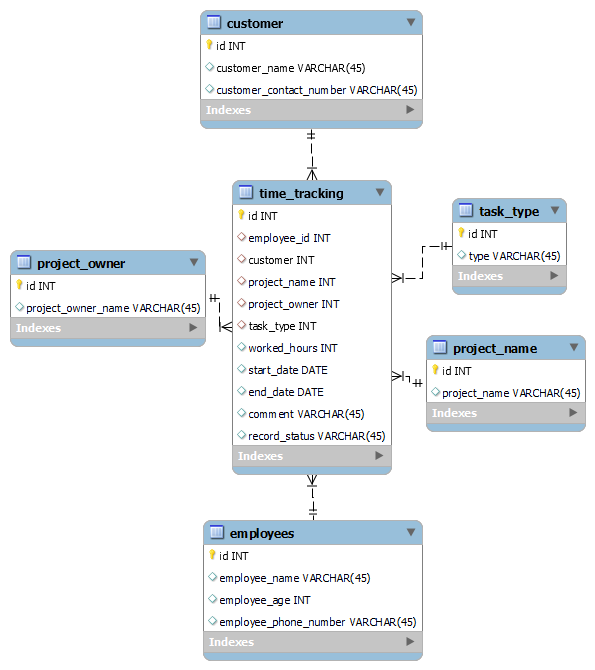 customer
id INT
customer_name VARCHAR(45)
customer_contact_number VARCHAR(45)
Indexes
time_tracking
id INT
employee_id INT
customer INT
project_name INT
project_owner INT
task_type INT
worked_hours INT
start_date DATE
end_date DATE
comment VARCHAR(45)
record_status VARCHAR(45)
Indexes
task_type
id INT
type VARCHAR(45)
Indexes
project_owner
id INT
project_owner_name VARCHAR(45)
Indexes
project_name
id INT
project_name VARCHAR(45)
Indexes
employees
id INT
employee_name VARCHAR(45)
employee_age INT
employee_phone_number VARCHAR(45)
Indexes